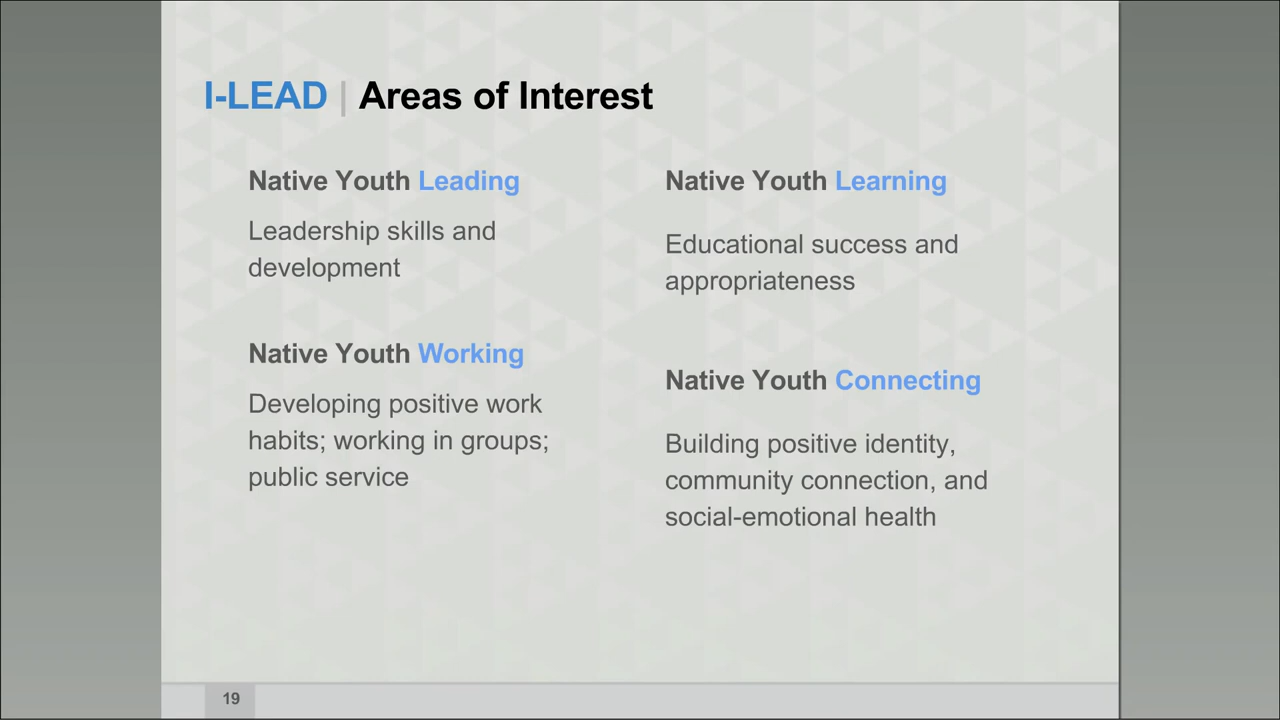 I-LEAD | Areas of Interest
Native Youth Leading
Leadership skills and
development
Native Youth Working
Developing positive work
habits; working in groups;
public service
Native Youth Learning
Educational success and
appropriateness
Native Youth Connecting
Building positive identity,
community connection, and
social-emotional health
19